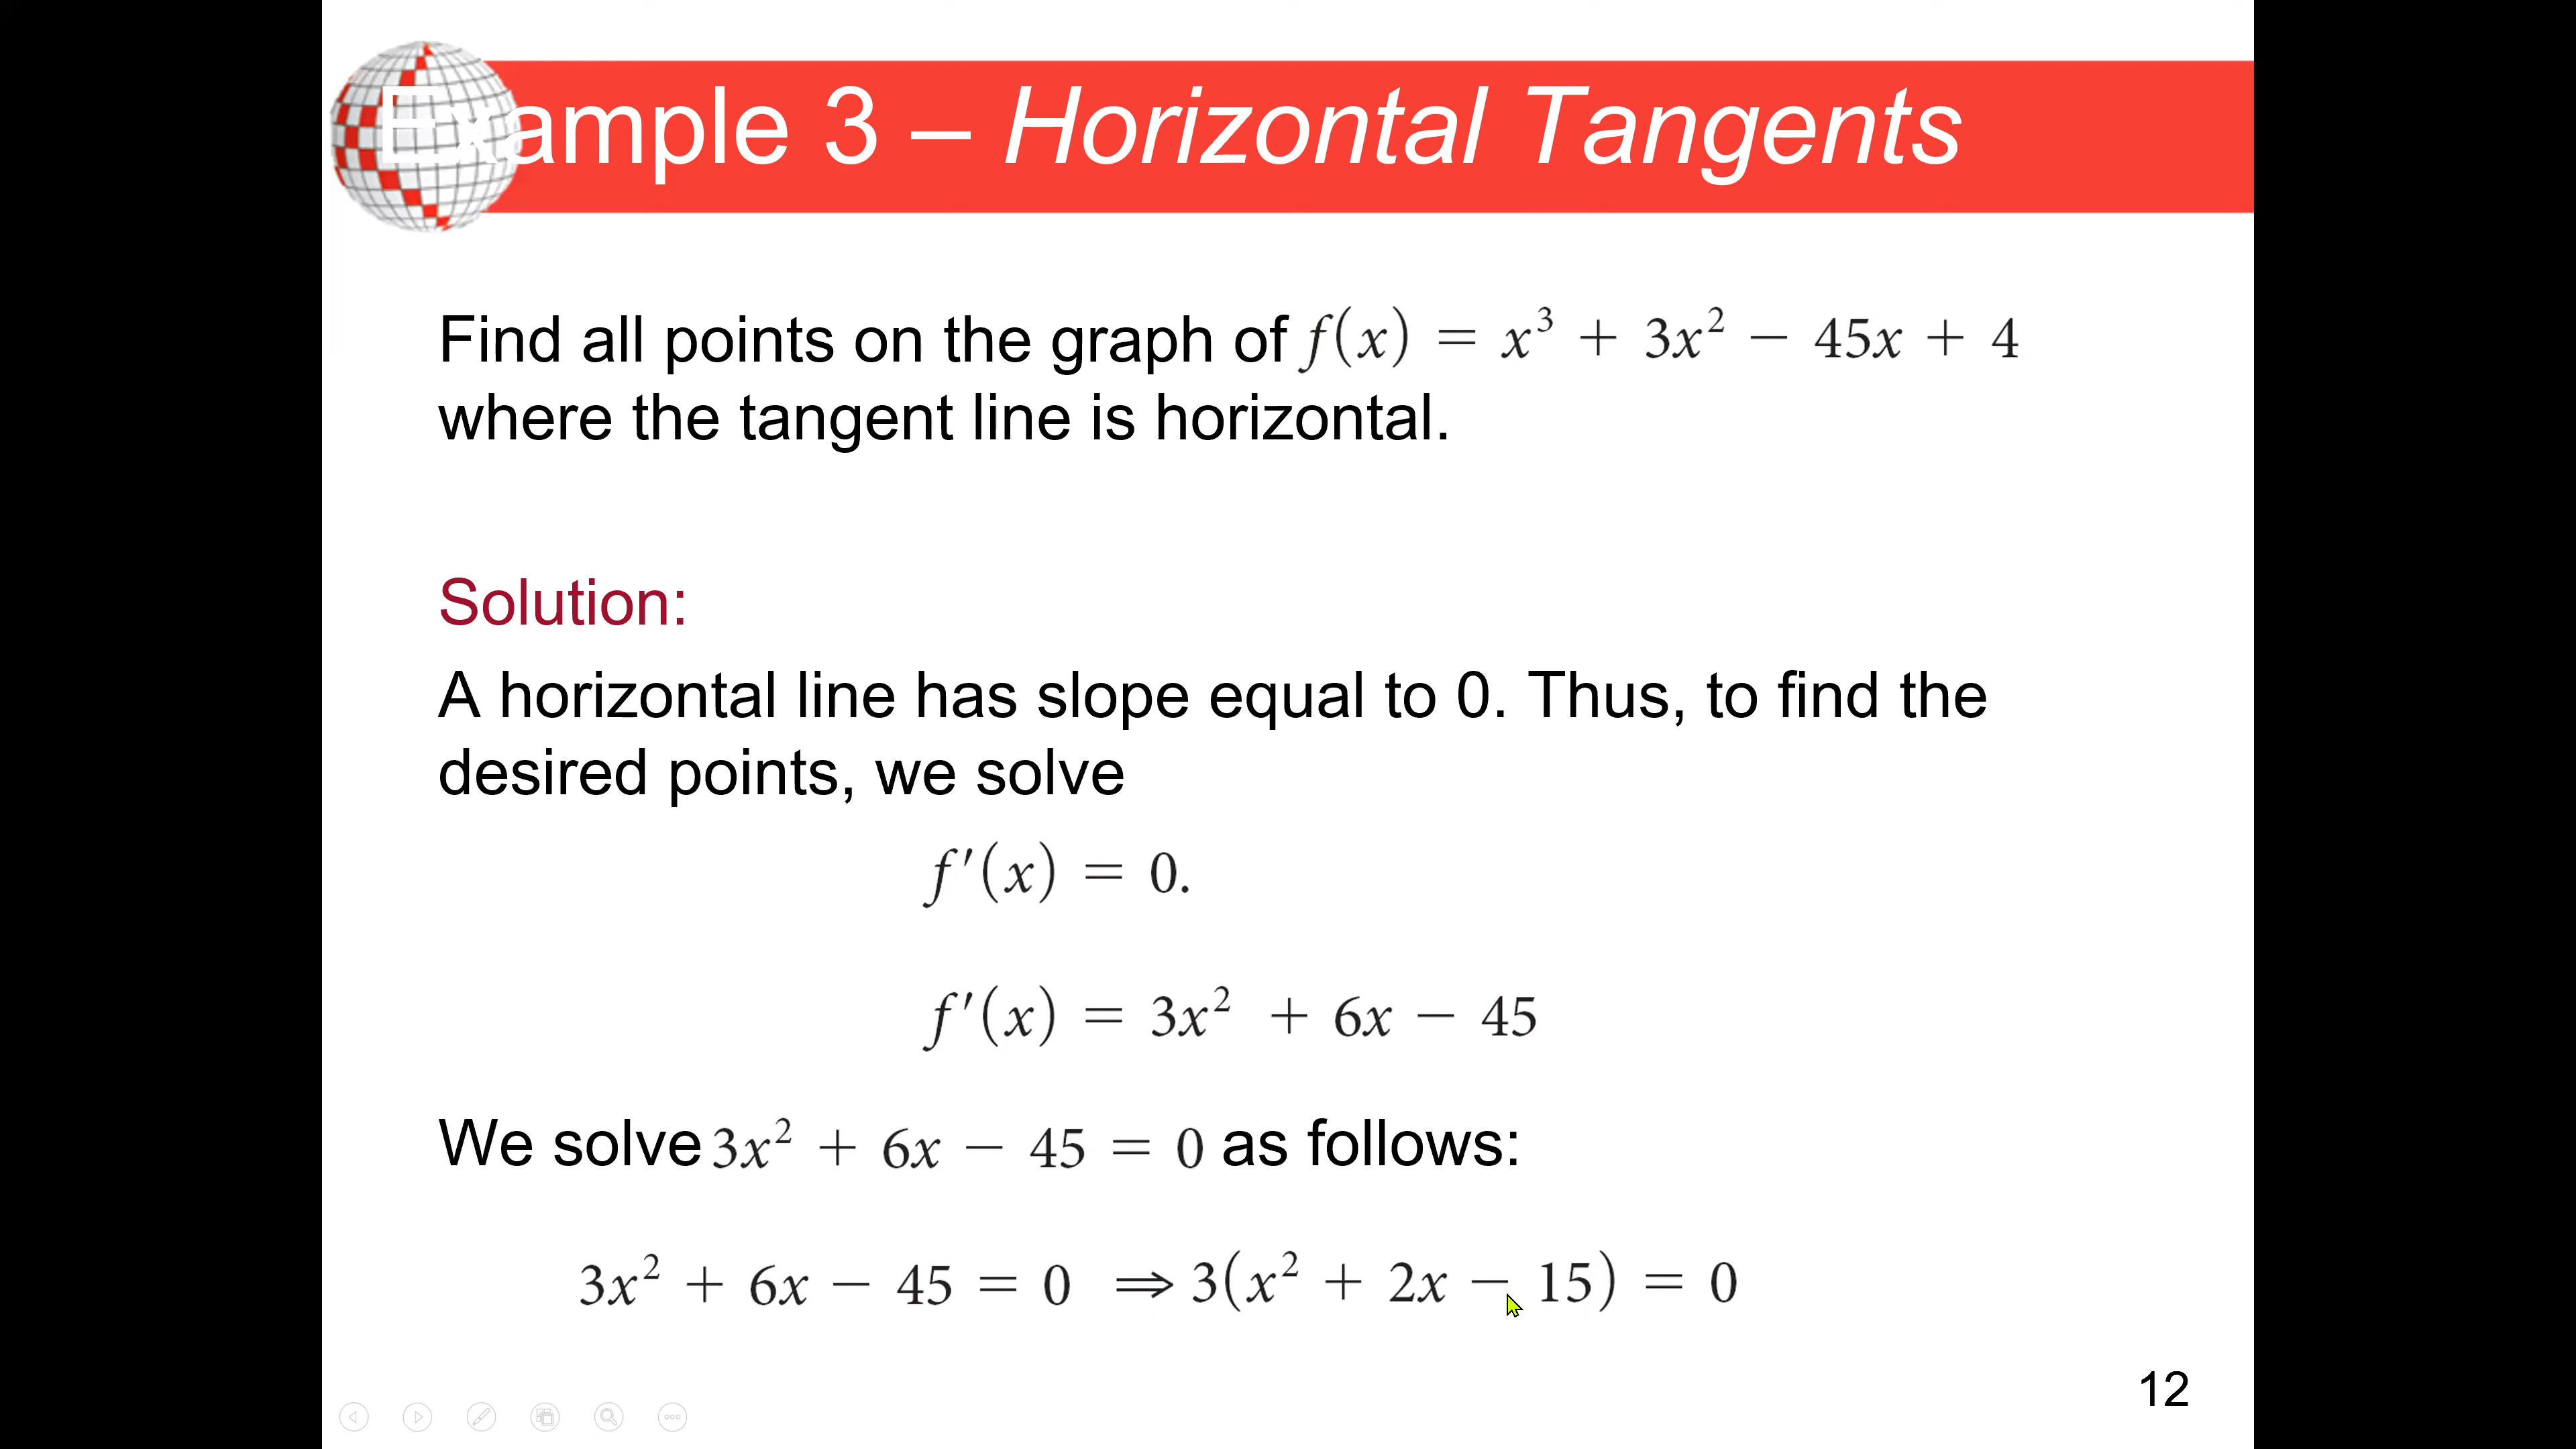 Example 3 – Horizontal Tangents
Find all points on the graph of f(x) = x³ + 3x² − 45x + 4
where the tangent line is horizontal.
Solution:
A horizontal line has slope equal to 0. Thus, to find the
desired points, we solve
f′(x) = 0.
f′(x) = 3x² + 6x − 45
We solve 3x² + 6x − 45 = 0 as follows:
3x² + 6x − 45 = 0 ⇒ 3(x² + 2x − 15) = 0
12